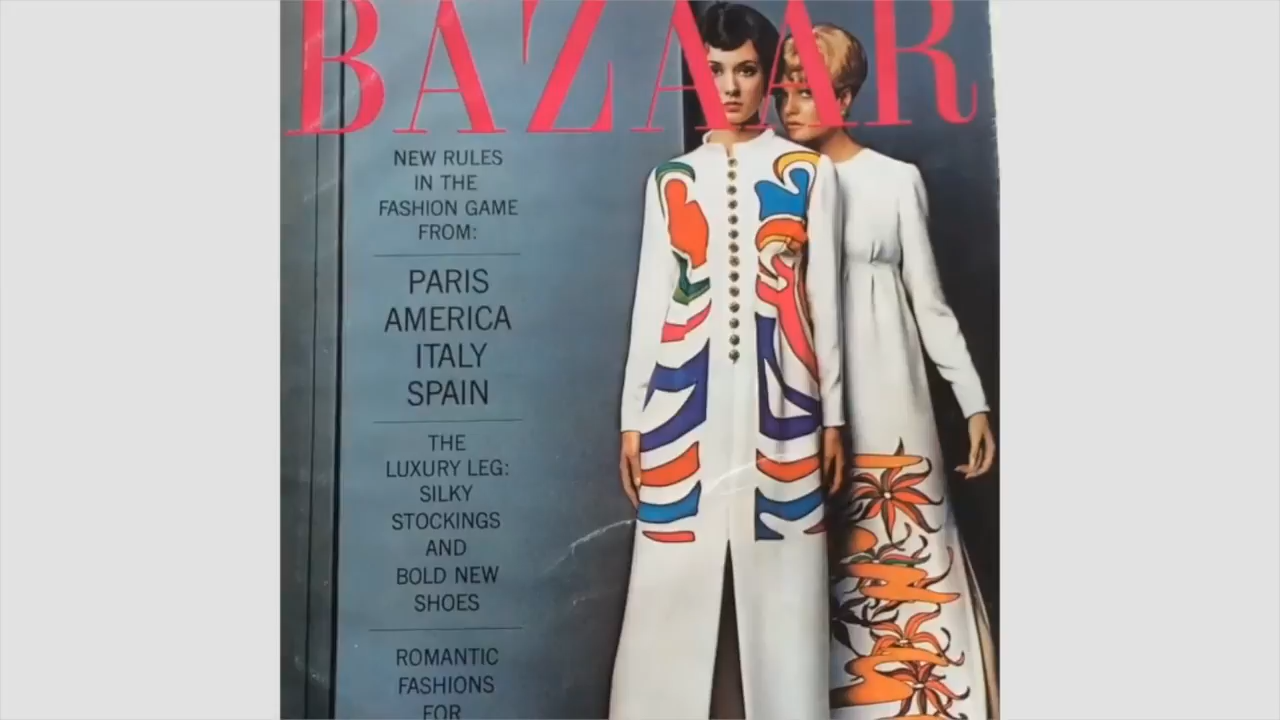 BAZAAR
NEW RULES
IN THE
FASHION GAME
FROM:
PARIS
AMERICA
ITALY
SPAIN
THE
LUXURY LEG:
SILKY
STOCKINGS
AND
BOLD NEW
SHOES
ROMANTIC
FASHIONS
FOR